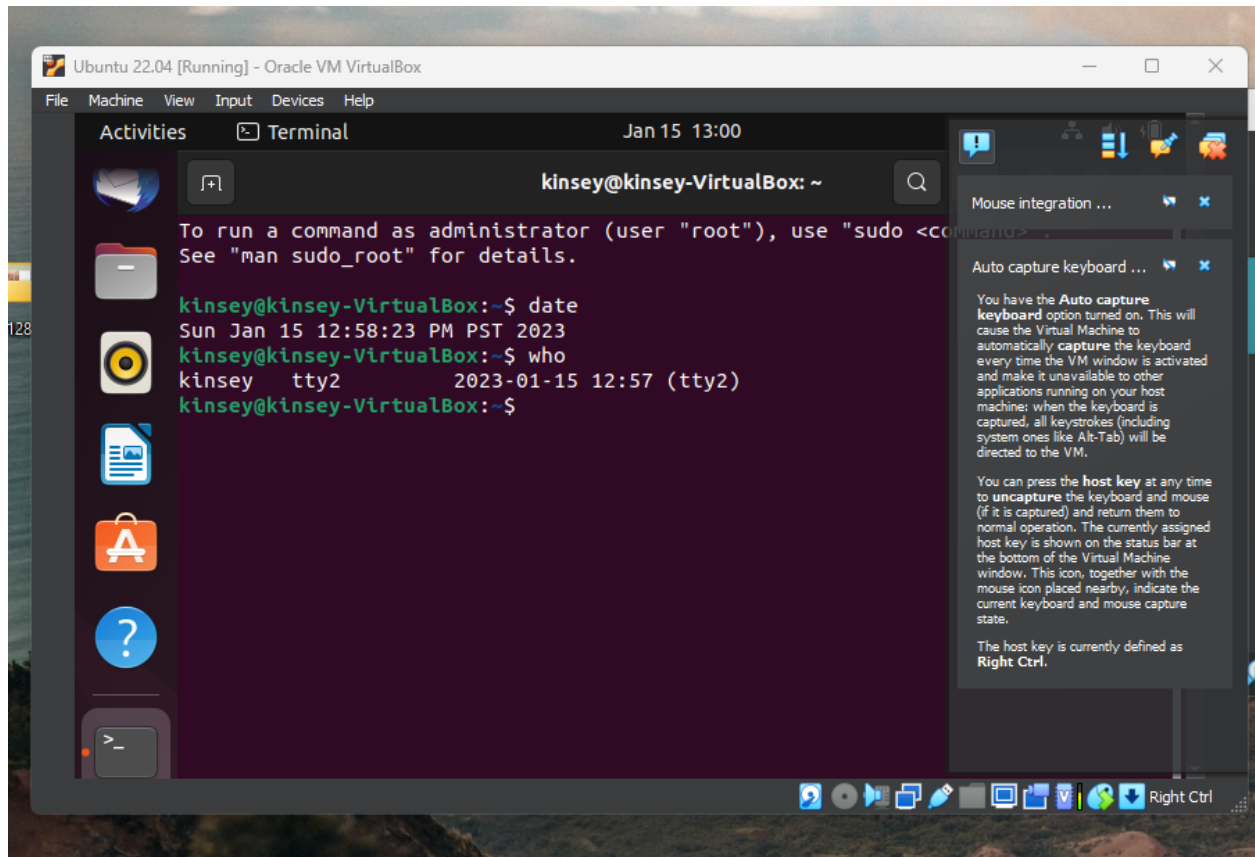 Ubuntu 22.04 [Running] - Oracle VM VirtualBox
File Machine View Input Devices Help
Activities Terminal Jan 15 13:00
kinsey@kinsey-VirtualBox: ~
To run a command as administrator (user "root"), use "sudo <command>".
See "man sudo_root" for details.
kinsey@kinsey-VirtualBox:~$ date
Sun Jan 15 12:58:23 PM PST 2023
kinsey@kinsey-VirtualBox:~$ who
kinsey tty2 2023-01-15 12:57 (tty2)
kinsey@kinsey-VirtualBox:~$
128
Mouse integration ...
Auto capture keyboard ...
You have the Auto capture
keyboard option turned on. This will
cause the Virtual Machine to
automatically capture the keyboard
every time the VM window is activated
and make it unavailable to other
applications running on your host
machine: when the keyboard is
captured, all keystrokes (including
system ones like Alt-Tab) will be
directed to the VM.
You can press the host key at any time
to uncapture the keyboard and mouse
(if it is captured) and return them to
normal operation. The currently assigned
host key is shown on the status bar at
the bottom of the Virtual Machine
window. This icon, together with the
mouse icon placed nearby, indicate the
current keyboard and mouse capture
state.
The host key is currently defined as
Right Ctrl.
Right Ctrl